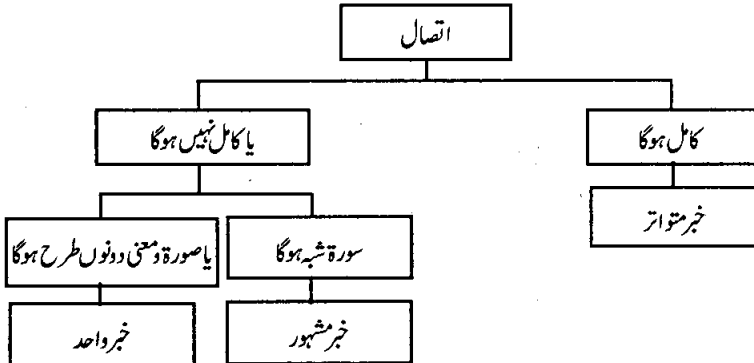 اتصال
کامل ہوگا
یا کامل نہیں ہوگا
خبر متواتر
سورۃ شبہ ہوگا
یا صورۃ ومعنی دونوں طرح ہوگا
خبر مشہور
خبر واحد